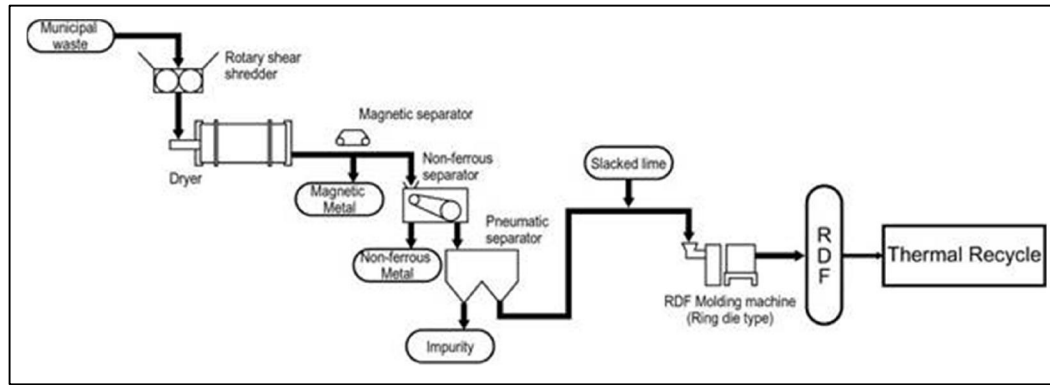 Municipal
waste
Rotary shear
shredder
Magnetic separator
Dryer
Magnetic
Metal
Non-ferrous
separator
Non-ferrous
Metal
Pneumatic
separator
Impurity
Slacked lime
RDF Molding machine
(Ring die type)
R
D
F
Thermal Recycle